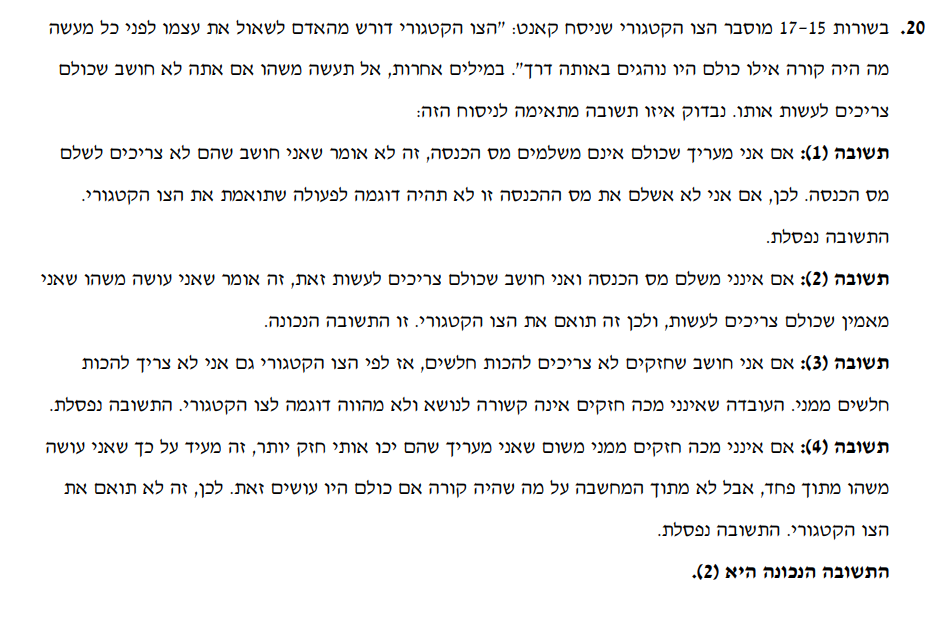 20. בשורות 15–17 מוסבר הצו הקטגורי שניסח קאנט: "הצו הקטגורי דורש מהאדם לשאול את עצמו לפני כל מעשה
מה היה קורה אילו כולם היו נוהגים באותה דרך". במילים אחרות, אל תעשה משהו אם אתה לא חושב שכולם
צריכים לעשות אותו. נבדוק איזו תשובה מתאימה לניסוח הזה:
תשובה (1): אם אני מעריך שכולם אינם משלמים מס הכנסה, זה לא אומר שאני חושב שהם לא צריכים לשלם
מס הכנסה. לכן, אם אני לא אשלם את מס ההכנסה זו לא תהיה דוגמה לפעולה שתואמת את הצו הקטגורי.
התשובה נפסלת.
תשובה (2): אם אינני משלם מס הכנסה ואני חושב שכולם צריכים לעשות זאת, זה אומר שאני עושה משהו שאני
מאמין שכולם צריכים לעשות, ולכן זה תואם את הצו הקטגורי. זו התשובה הנכונה.
תשובה (3): אם אני חושב שחזקים לא צריכים להכות חלשים, אז לפי הצו הקטגורי גם אני לא צריך להכות
חלשים ממני. העובדה שאינני מכה חזקים אינה קשורה לנושא ולא מהווה דוגמה לצו הקטגורי. התשובה נפסלת.
תשובה (4): אם אינני מכה חזקים ממני משום שאני מעריך שהם יכו אותי חזק יותר, זה מעיד על כך שאני עושה
משהו מתוך פחד, אבל לא מתוך המחשבה על מה שהיה קורה אם כולם היו עושים זאת. לכן, זה לא תואם את
הצו הקטגורי. התשובה נפסלת.
התשובה הנכונה היא (2).